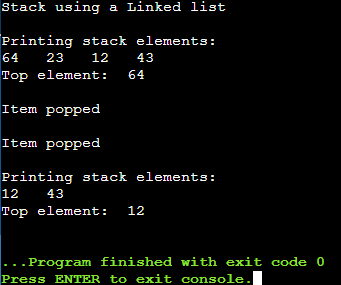 Stack using a Linked list
Printing stack elements:
64 23 12 43
Top element: 64
Item popped
Item popped
Printing stack elements:
12 43
Top element: 12
...Program finished with exit code 0
Press ENTER to exit console.